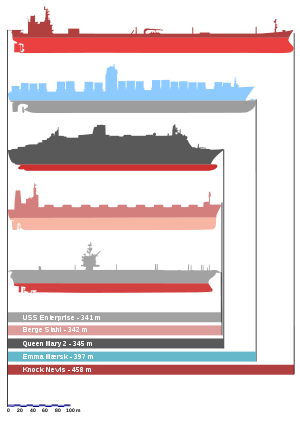 USS Enterprise - 341 m
Berge Stahl - 342 m
Queen Mary 2 - 345 m
Emma Mærsk - 397 m
Knock Nevis - 458 m
0 20 40 60 80 100 m